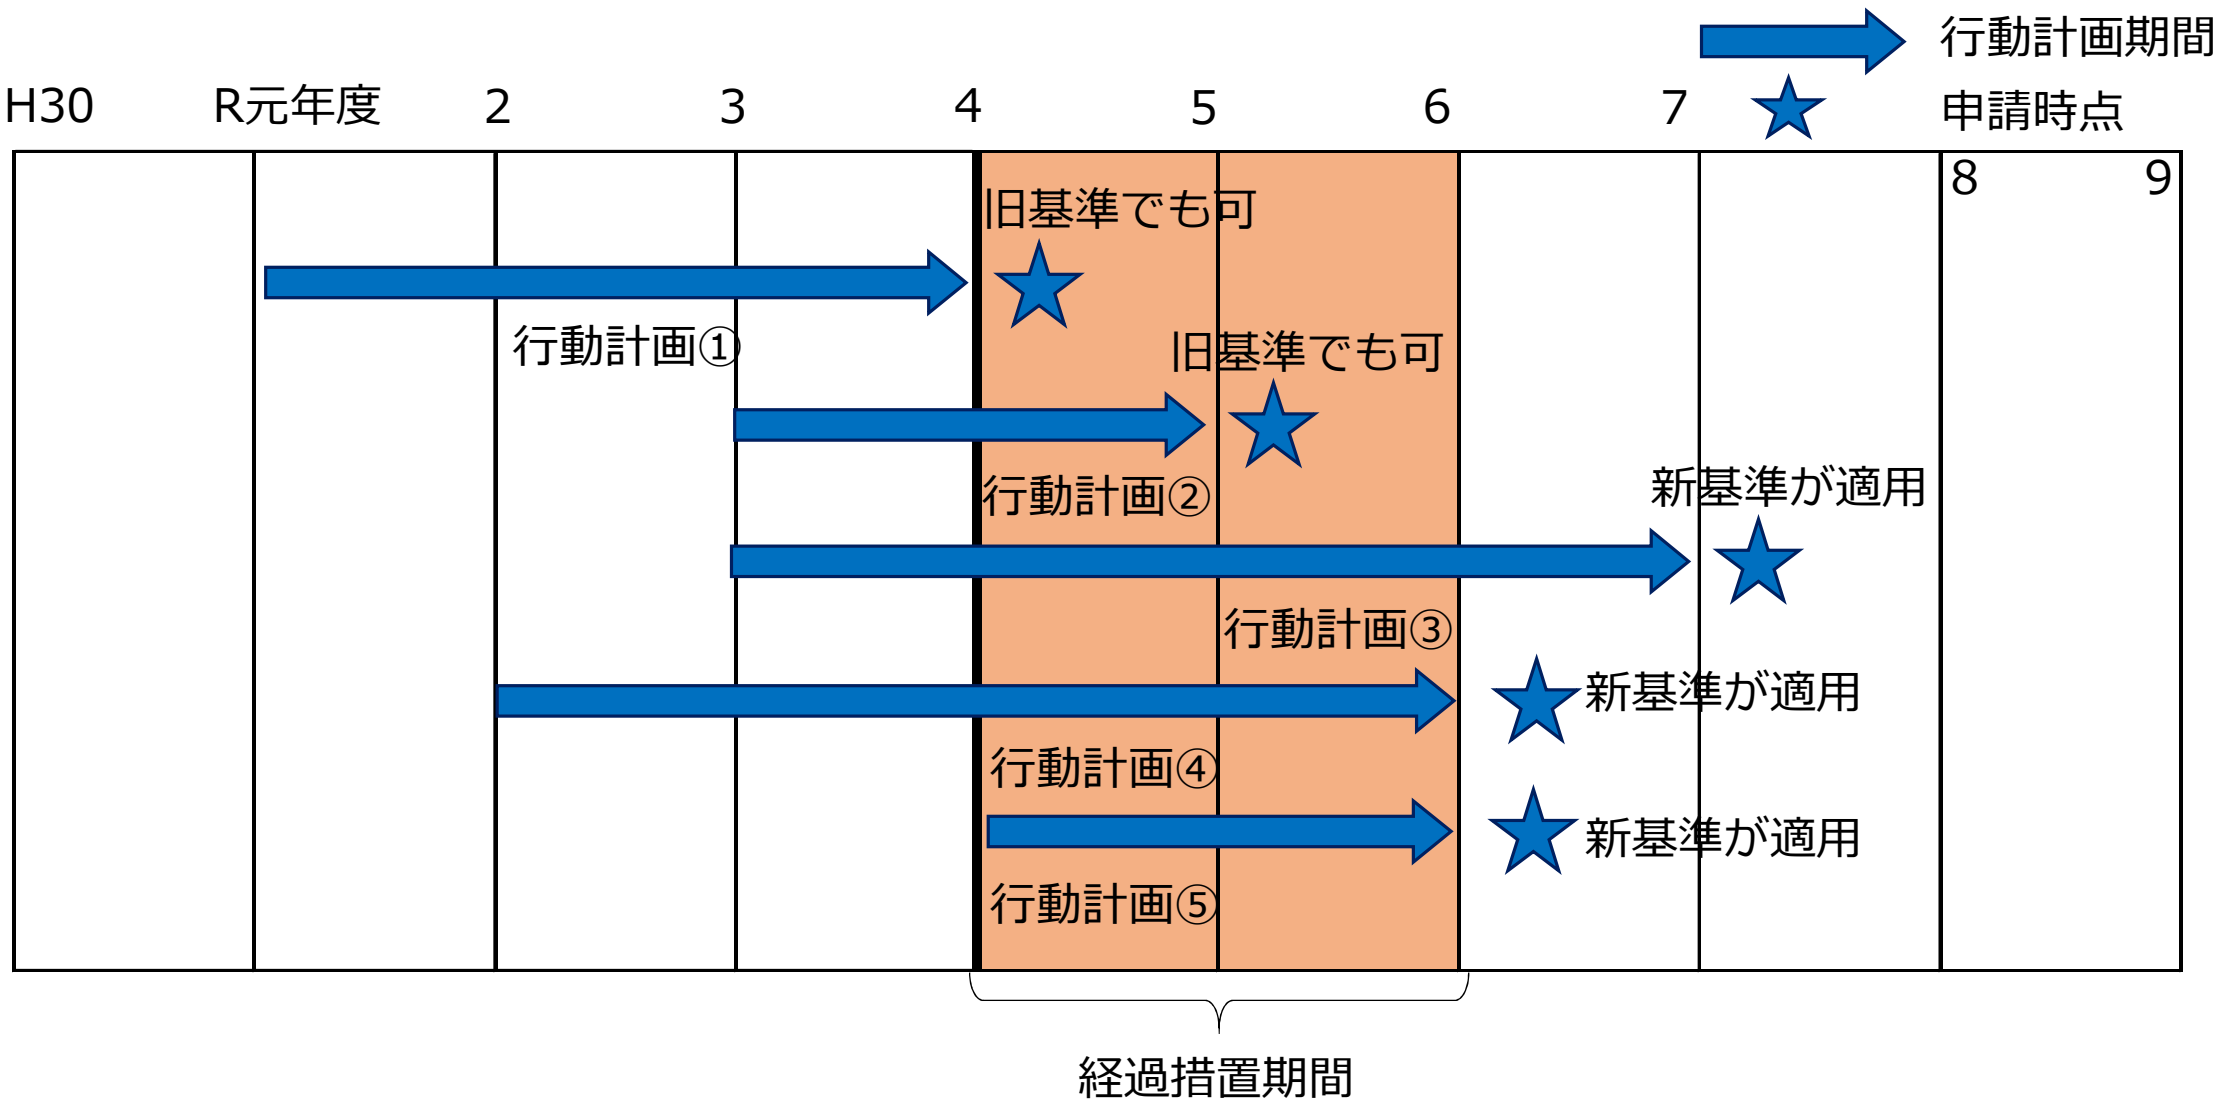 行動計画期間
H30 R元年度 2 3 4 5 6 7
申請時点
8 9
旧基準でも可
行動計画①
旧基準でも可
行動計画②
新基準が適用
行動計画③
新基準が適用
行動計画④
新基準が適用
行動計画⑤
経過措置期間